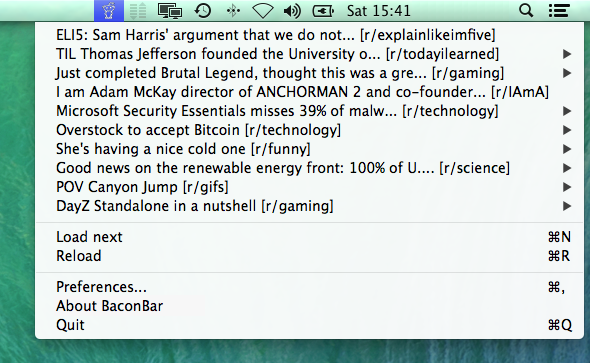 Sat 15:41
ELI5: Sam Harris' argument that we do not... [r/explainlikeimfive]
TIL Thomas Jefferson founded the University o... [r/todayilearned]
Just completed Brutal Legend, thought this was a gre... [r/gaming]
I am Adam McKay director of ANCHORMAN 2 and co-founder... [r/IAmA]
Microsoft Security Essentials misses 39% of malw... [r/technology]
Overstock to accept Bitcoin [r/technology]
She's having a nice cold one [r/funny]
Good news on the renewable energy front: 100% of U.... [r/science]
POV Canyon Jump [r/gifs]
DayZ Standalone in a nutshell [r/gaming]
Load next ⌘N
Reload ⌘R
Preferences... ⌘,
About BaconBar
Quit ⌘Q